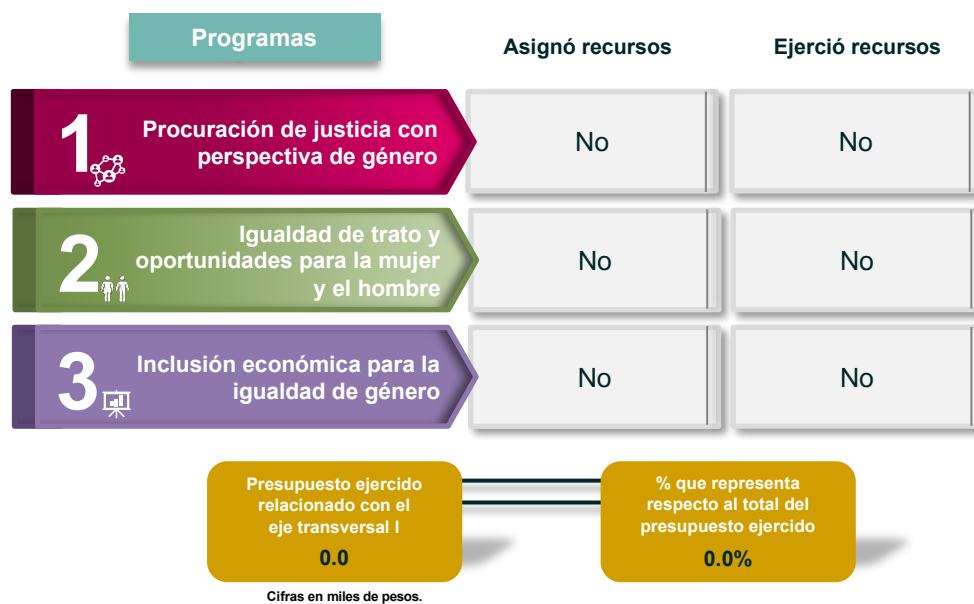 Programas
Asignó recursos
Ejerció recursos
1
Procuración de justicia con
perspectiva de género
No
No
2
Igualdad de trato y
oportunidades para la mujer
y el hombre
No
No
3
Inclusión económica para la
igualdad de género
No
No
Presupuesto ejercido
relacionado con el
eje transversal I
0.0
% que representa
respecto al total del
presupuesto ejercido
0.0%
Cifras en miles de pesos.